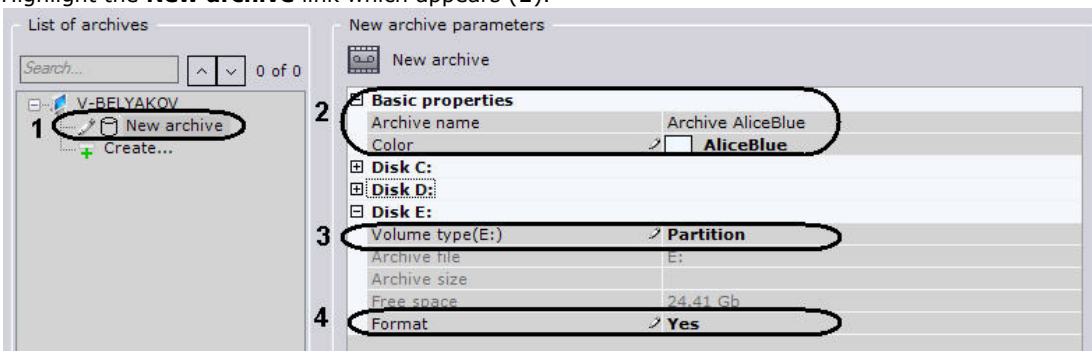 Highlight the New archive link which appears (1).
List of archives
New archive parameters
Search...
0 of 0
New archive
V-BELYAKOV
1 New archive
Create...
2
Basic properties
Archive name Archive AliceBlue
Color AliceBlue
Disk C:
Disk D:
Disk E:
3 Volume type(E:) Partition
Archive file E:
Archive size
Free space 24.41 Gb
4 Format Yes